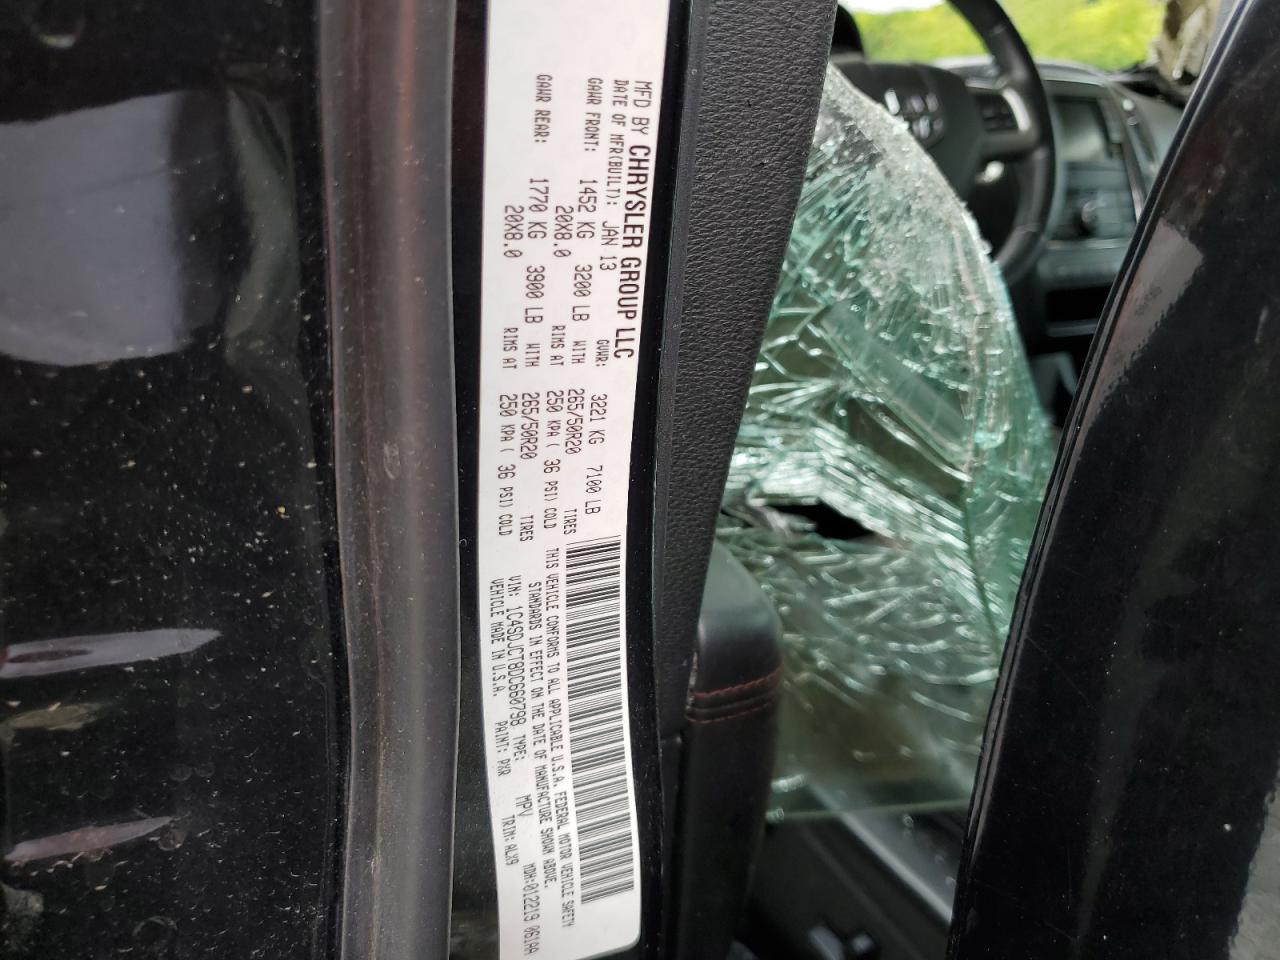 MFD BY CHRYSLER GROUP LLC
DATE OF MFR(BUILT): JAN 13 GVWR: 3221 KG 7100 LB
GAWR FRONT: 1452 KG 3200 LB WITH 265/50R20 TIRES
20X8.0 RIMS AT 250 KPA ( 36 PSI) COLD
GAWR REAR: 1770 KG 3900 LB WITH 265/50R20 TIRES
20X8.0 RIMS AT 250 KPA ( 36 PSI) COLD
THIS VEHICLE CONFORMS TO ALL APPLICABLE U.S.A. FEDERAL MOTOR VEHICLE SAFETY
STANDARDS IN EFFECT ON THE DATE OF MANUFACTURE SHOWN ABOVE.
VIN: 1C4SDJCT8DC660798 TYPE: MPV MDH:012219 061AA
VEHICLE MADE IN U.S.A. PAINT: PXR TRIM:ALX9